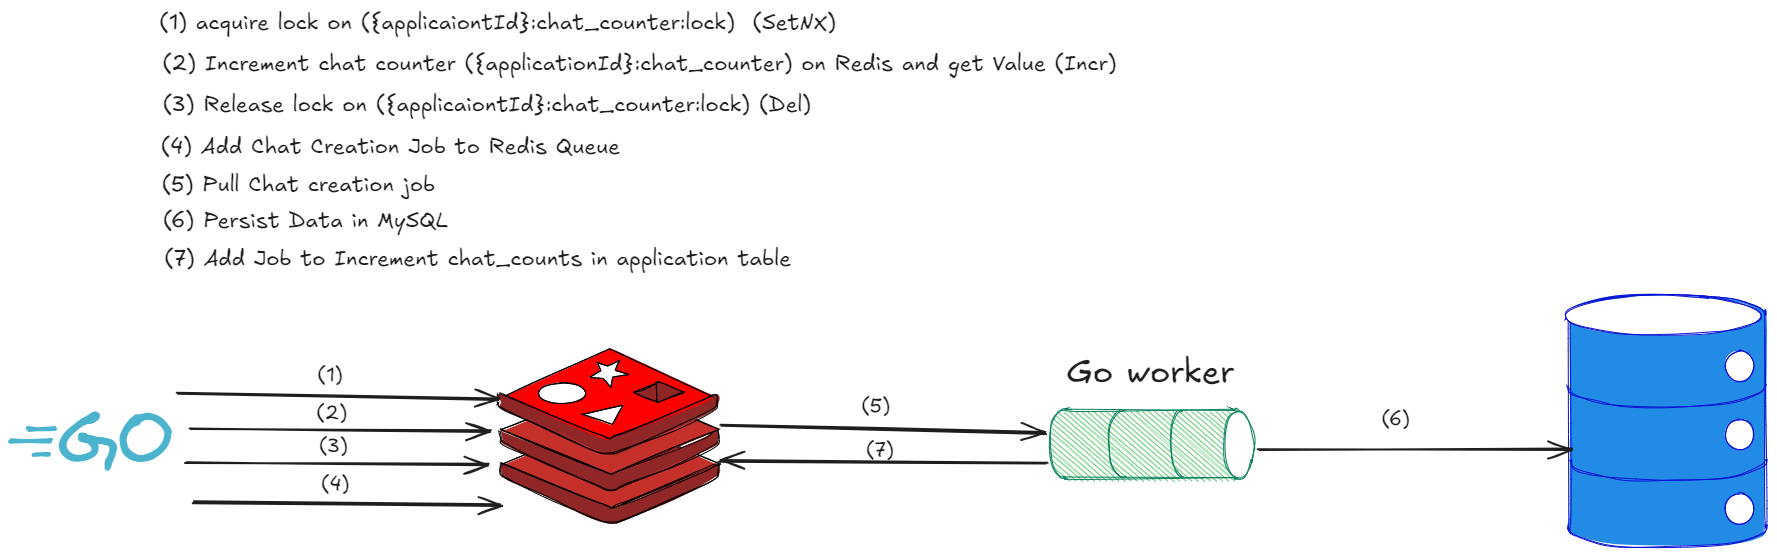 (1) acquire lock on ({applicaiontId}:chat_counter:lock) (SetNX)
(2) Increment chat counter ({applicationId}:chat_counter) on Redis and get Value (Incr)
(3) Release lock on ({applicaiontId}:chat_counter:lock) (Del)
(4) Add Chat Creation Job to Redis Queue
(5) Pull Chat creation job
(6) Persist Data in MySQL
(7) Add Job to Increment chat_counts in application table
Go worker
(1)
(2)
(3)
(4)
(5)
(7)
(6)
GO